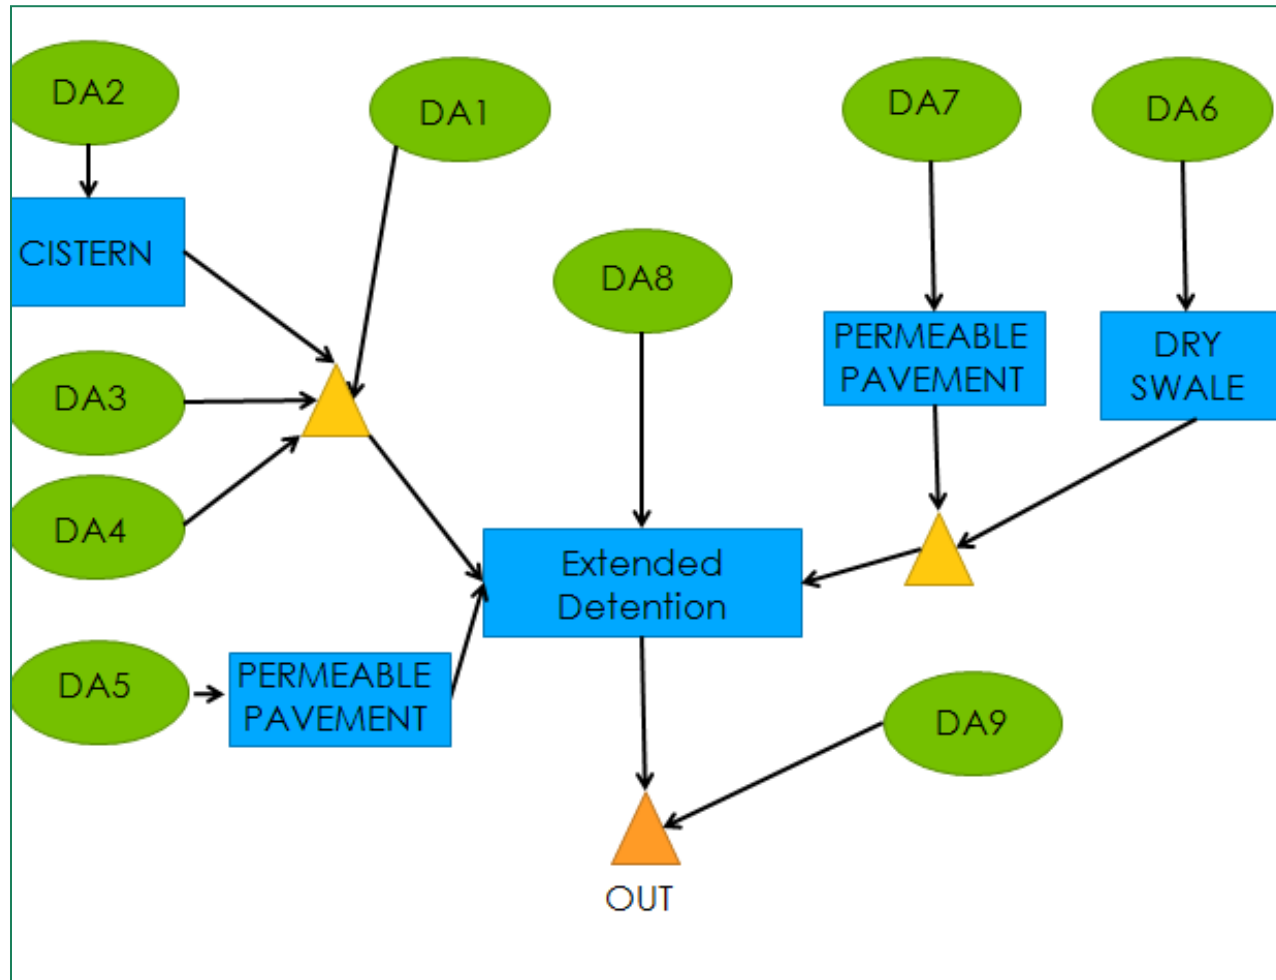 DA2
DA1
DA7
DA6
CISTERN
DA8
PERMEABLE
PAVEMENT
DRY
SWALE
DA3
DA4
Extended
Detention
DA5
PERMEABLE
PAVEMENT
DA9
OUT